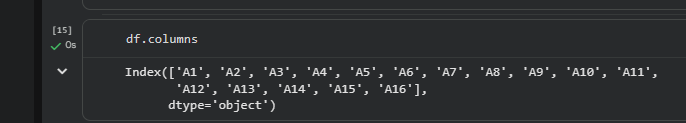 [15]
0s
df.columns
Index(['A1', 'A2', 'A3', 'A4', 'A5', 'A6', 'A7', 'A8', 'A9', 'A10', 'A11',
'A12', 'A13', 'A14', 'A15', 'A16'],
dtype='object')